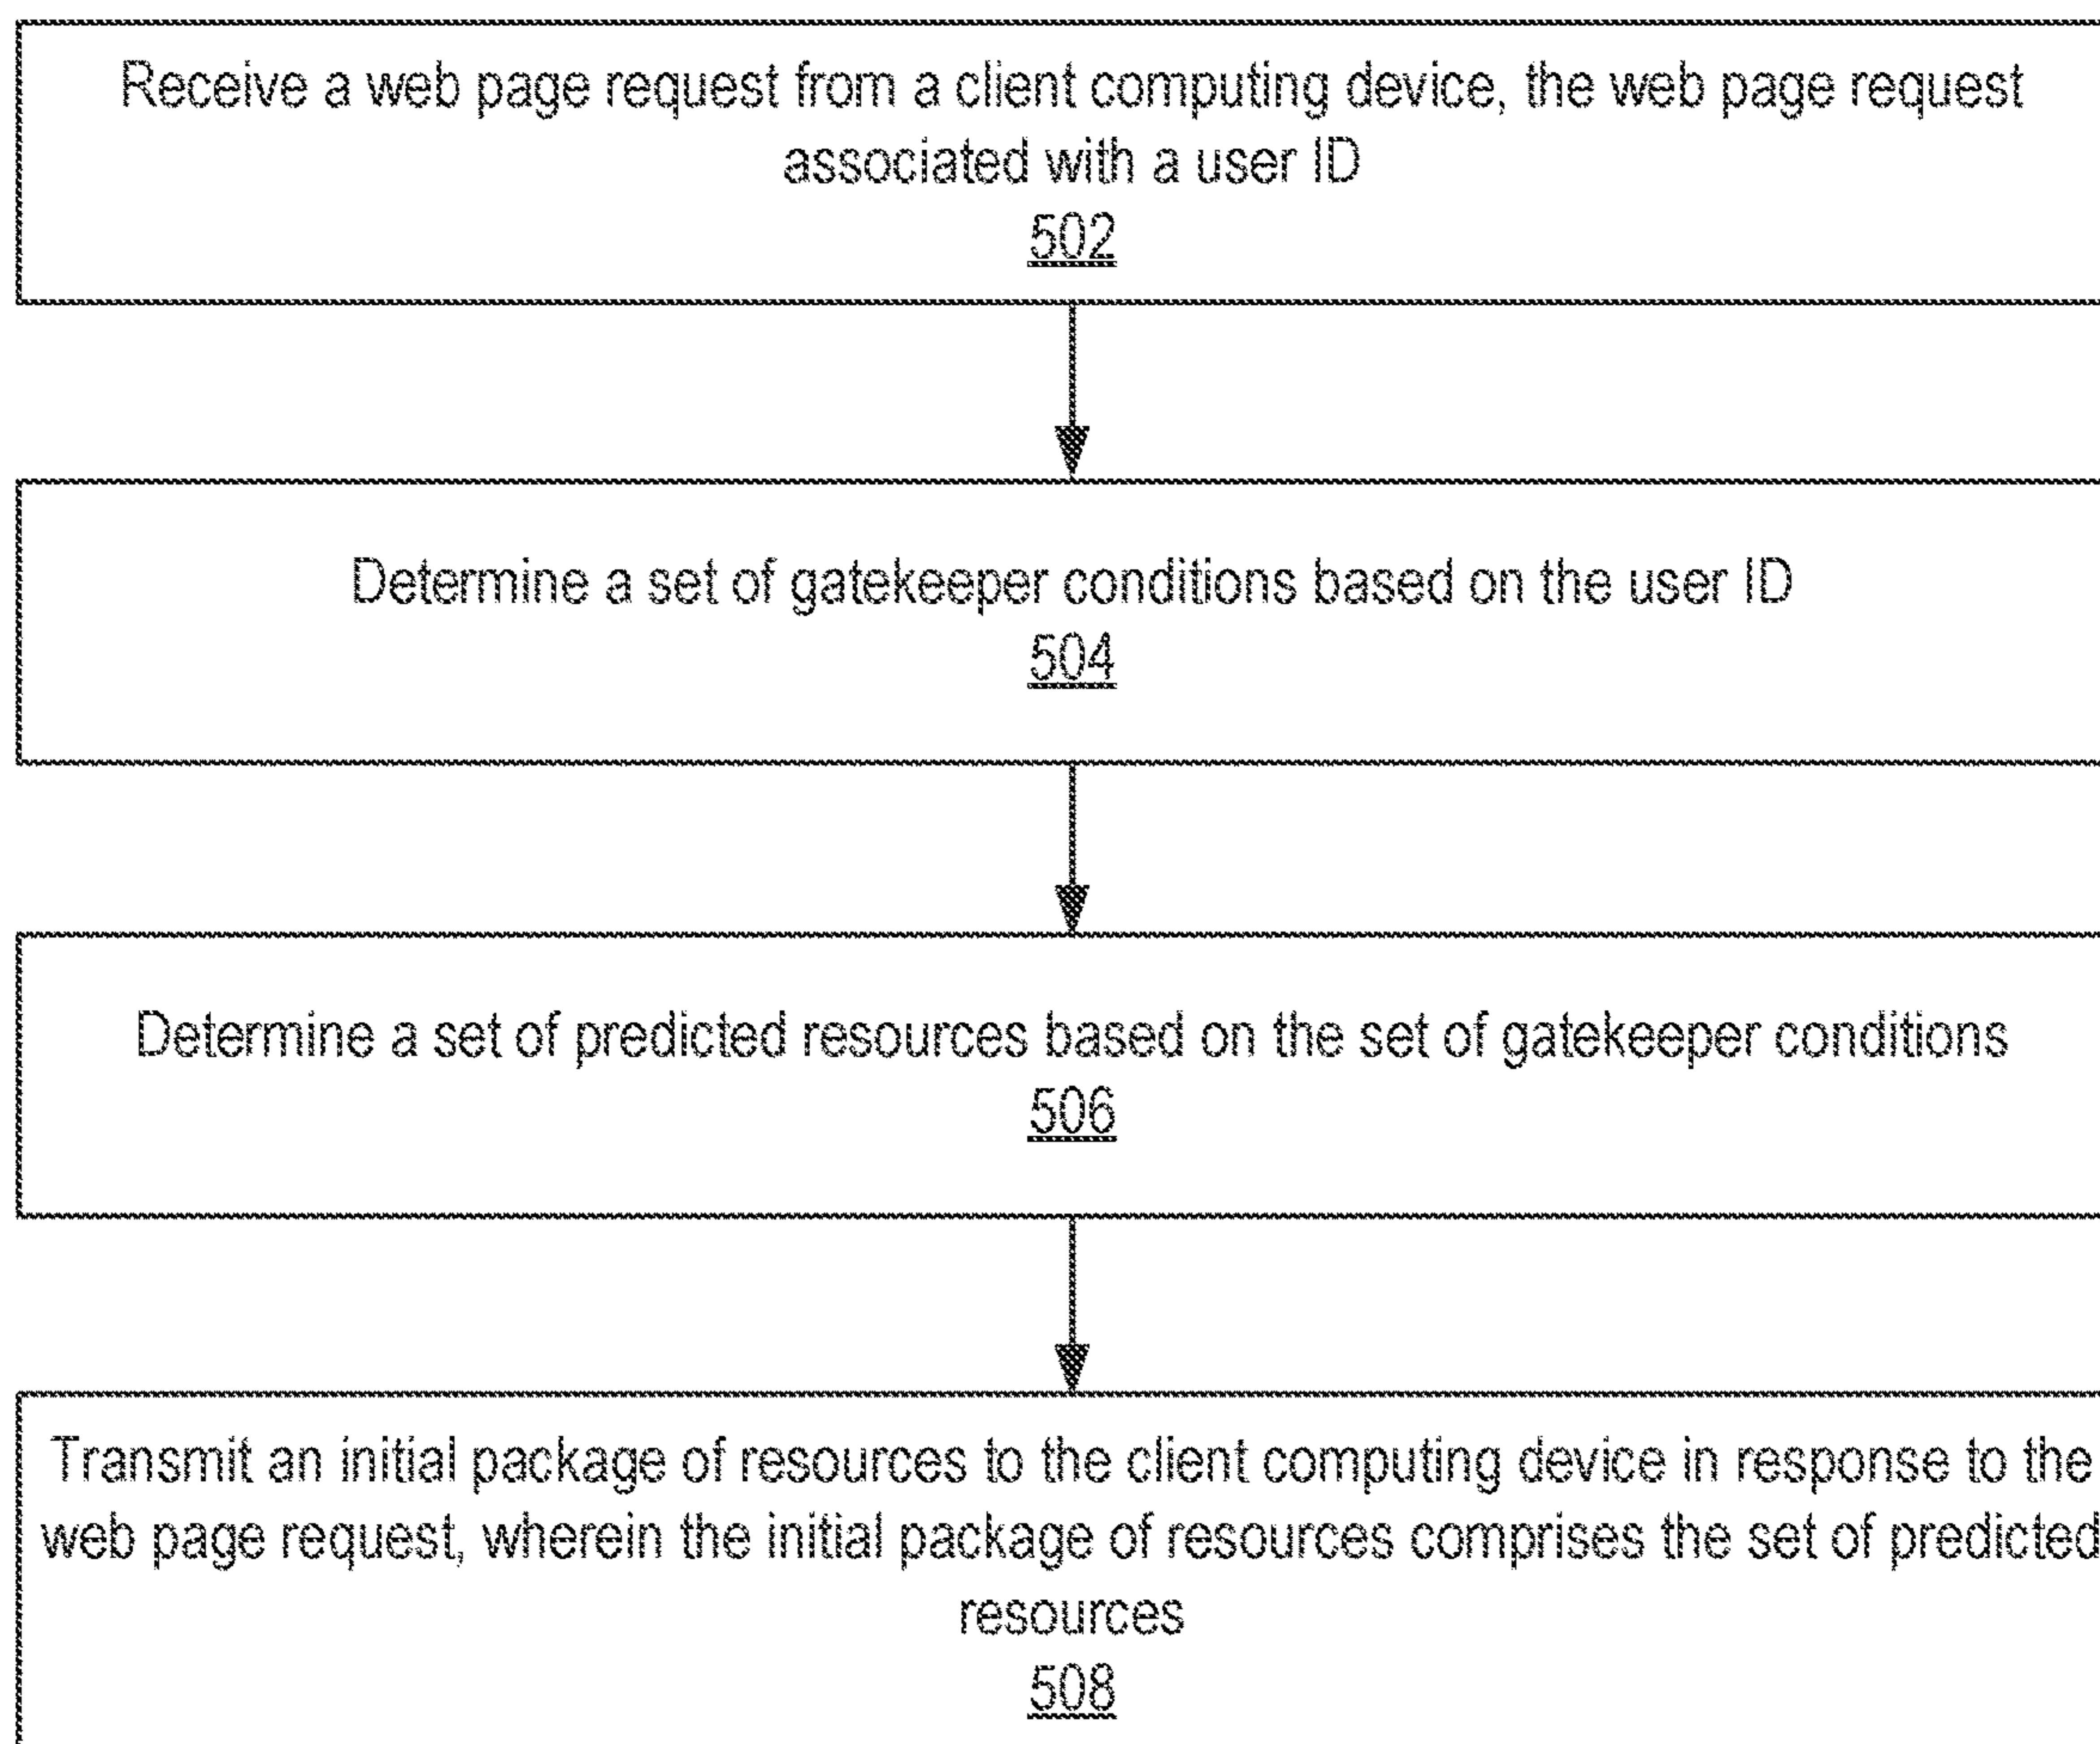 Receive a web page request from a client computing device, the web page request
associated with a user ID
502
Determine a set of gatekeeper conditions based on the user ID
504
Determine a set of predicted resources based on the set of gatekeeper conditions
506
Transmit an initial package of resources to the client computing device in response to the
web page request, wherein the initial package of resources comprises the set of predicted
resources
508